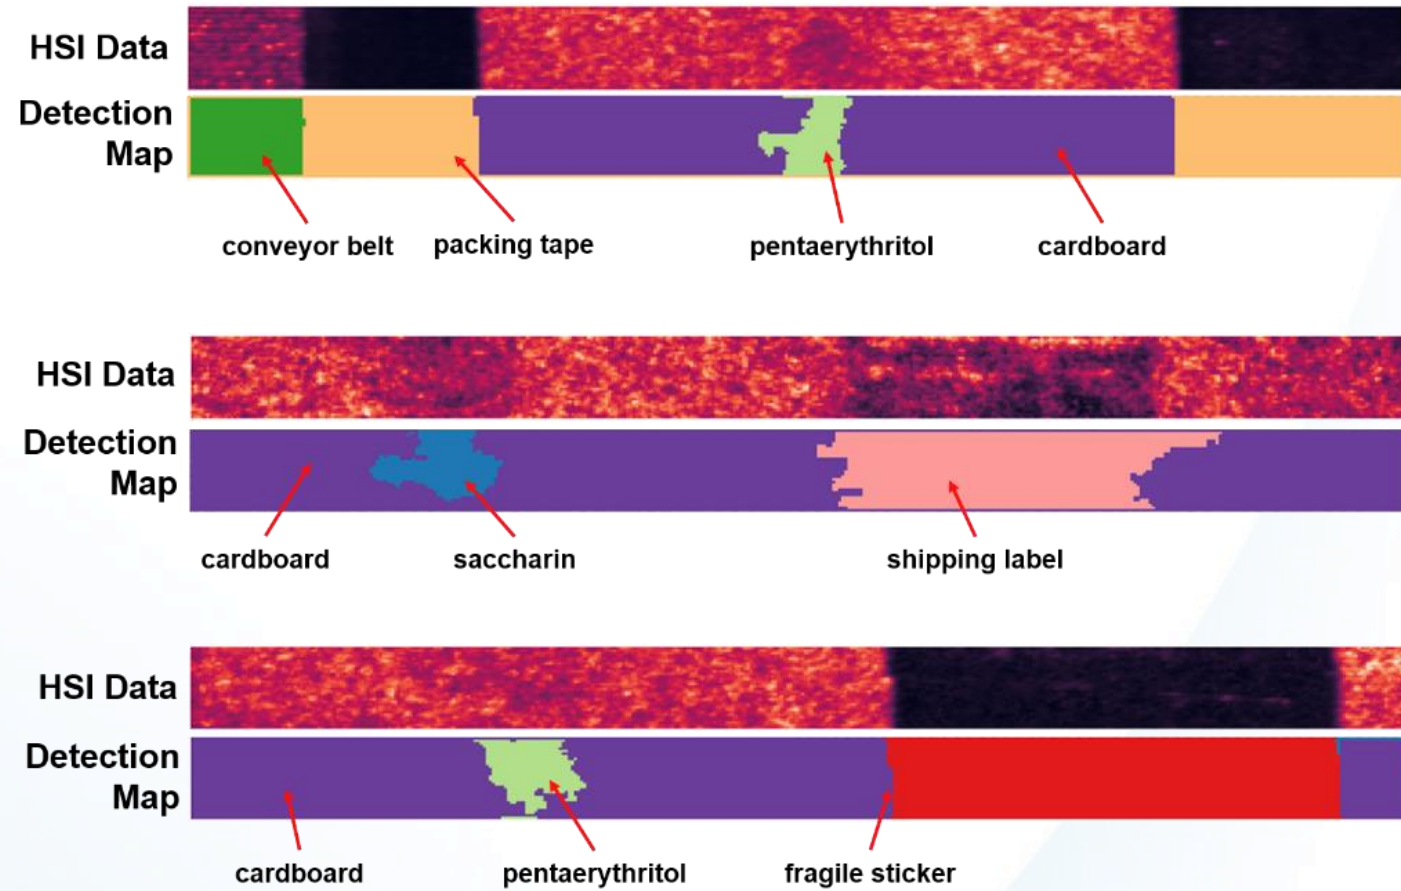 HSI Data
Detection
Map
conveyor belt
packing tape
pentaerythritol
cardboard
HSI Data
Detection
Map
cardboard
saccharin
shipping label
HSI Data
Detection
Map
cardboard
pentaerythritol
fragile sticker